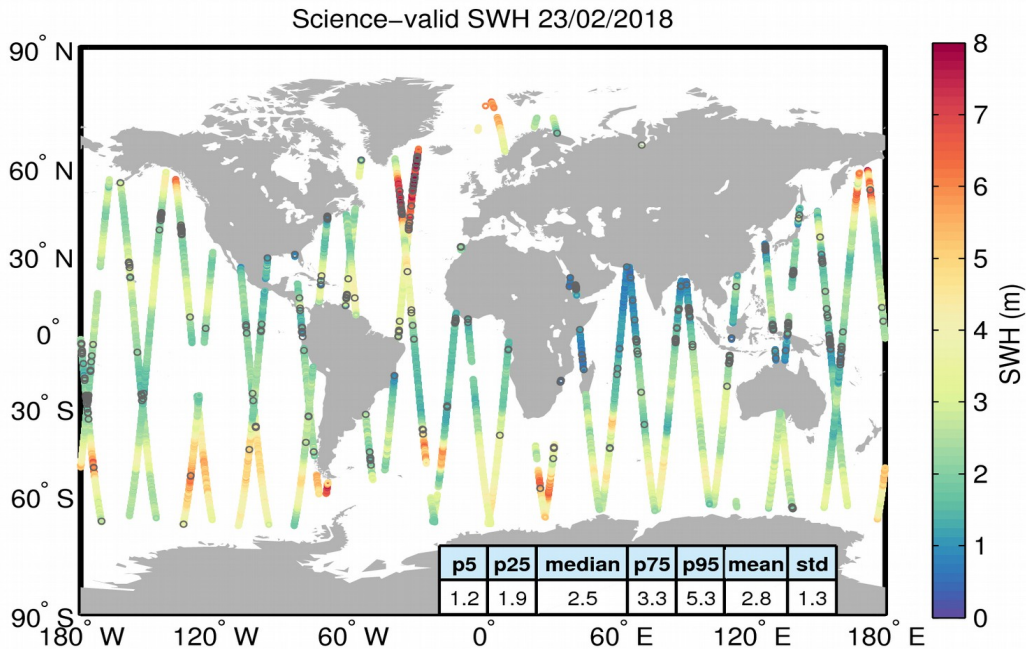 Science−valid SWH 23/02/2018
90° N
60° N
30° N
0°
30° S
60° S
90° S
180° W
120° W
60° W
0°
60° E
120° E
180° E
p5 p25 median p75 p95 mean std
1.2 1.9 2.5 3.3 5.3 2.8 1.3
8
7
6
5
4
3
2
1
0
SWH (m)